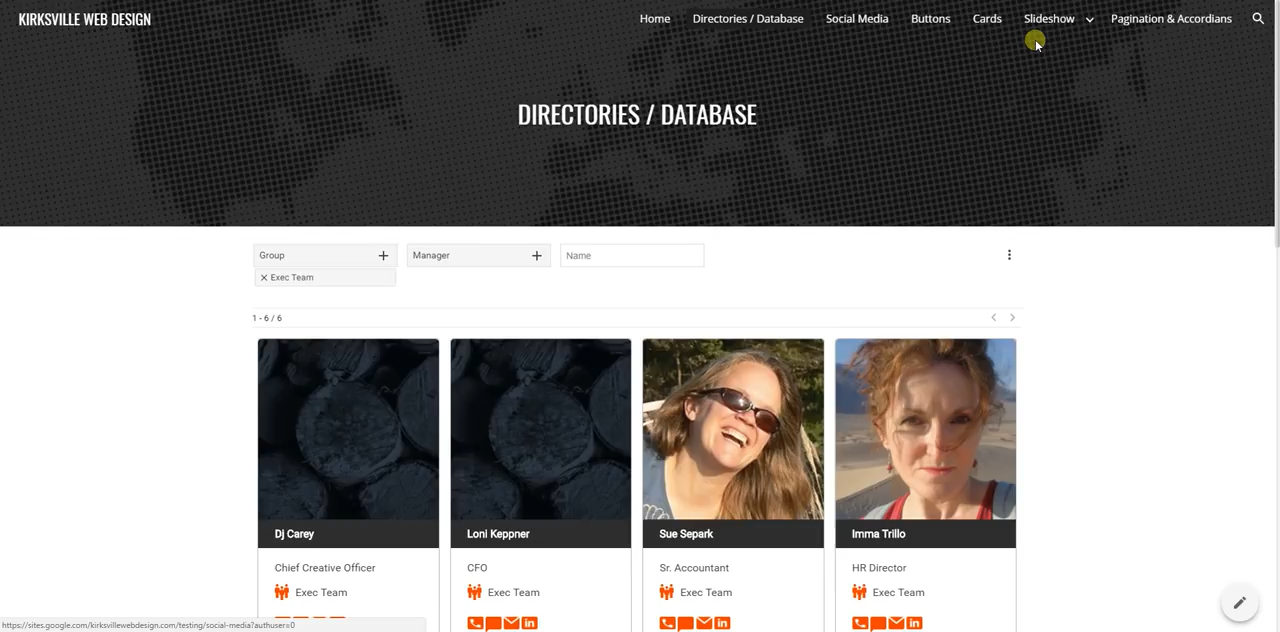 KIRKSVILLE WEB DESIGN
Home Directories / Database Social Media Buttons Cards Slideshow Pagination & Accordians
DIRECTORIES / DATABASE
Group + Manager + Name
× Exec Team
1 - 6 / 6
Dj Carey Loni Keppner Sue Separk Imma Trillo
Chief Creative Officer CFO Sr. Accountant HR Director
Exec Team Exec Team Exec Team Exec Team
in in in
https://sites.google.com/kirksvillewebdesign.com/testing/social-media?authuser=0